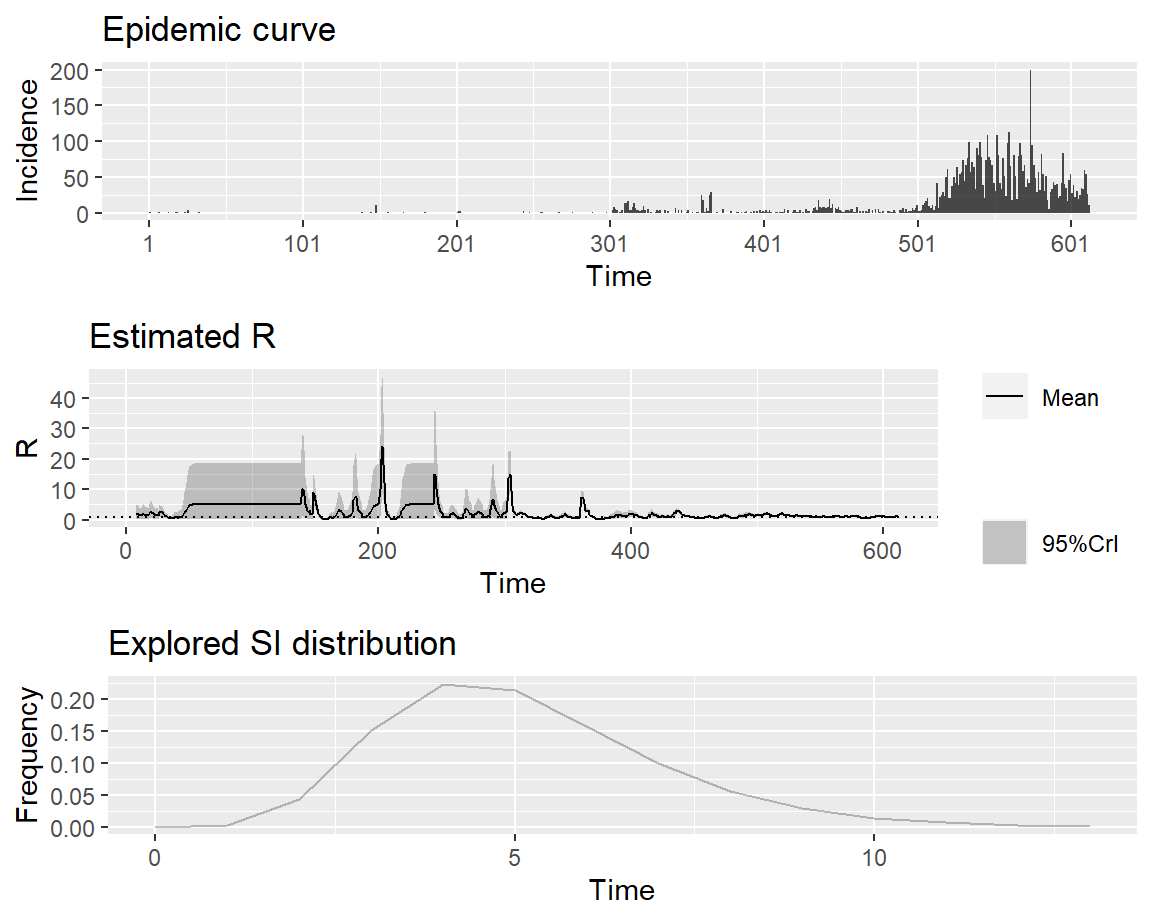 Epidemic curve
Incidence
200
150
100
50
0
1 101 201 301 401 501 601
Time
Estimated R
R
40
30
20
10
0
0 200 400 600
Time
Mean
95%CrI
Explored SI distribution
Frequency
0.20
0.15
0.10
0.05
0.00
0 5 10
Time